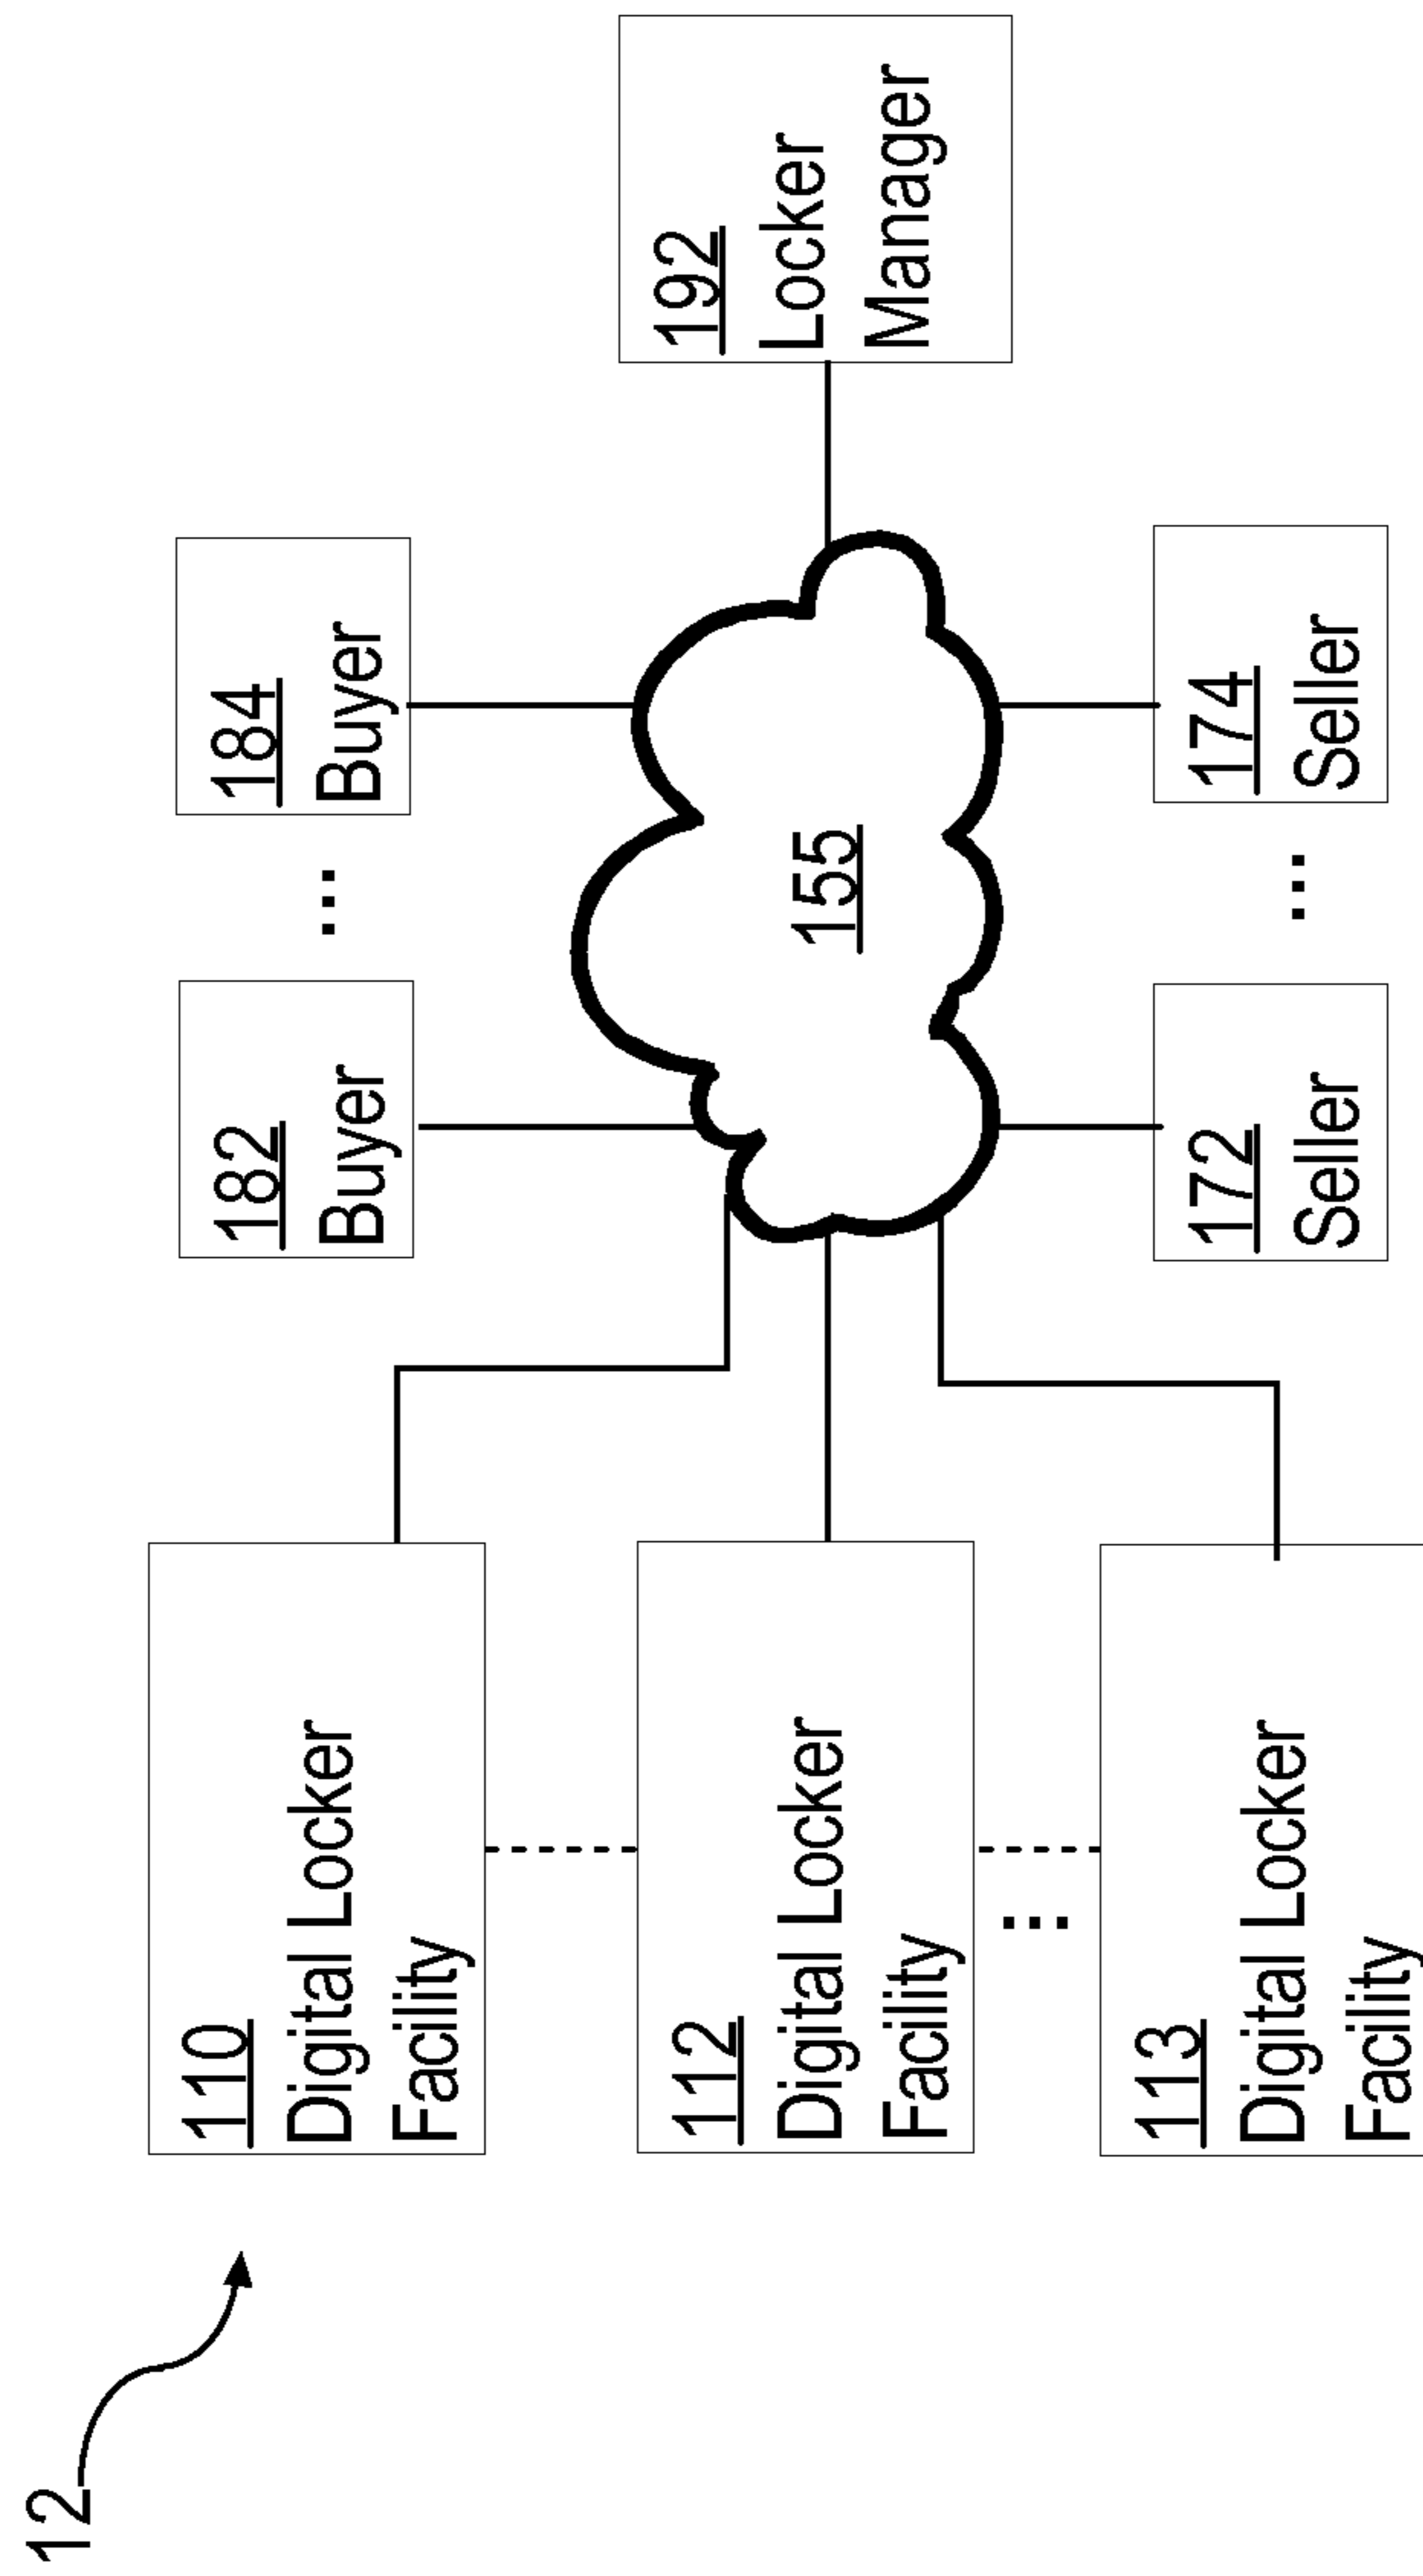 12
110
Digital Locker
Facility
182
Buyer
...
184
Buyer
112
Digital Locker
Facility
155
192
Locker
Manager
...
113
Digital Locker
Facility
172
Seller
...
174
Seller